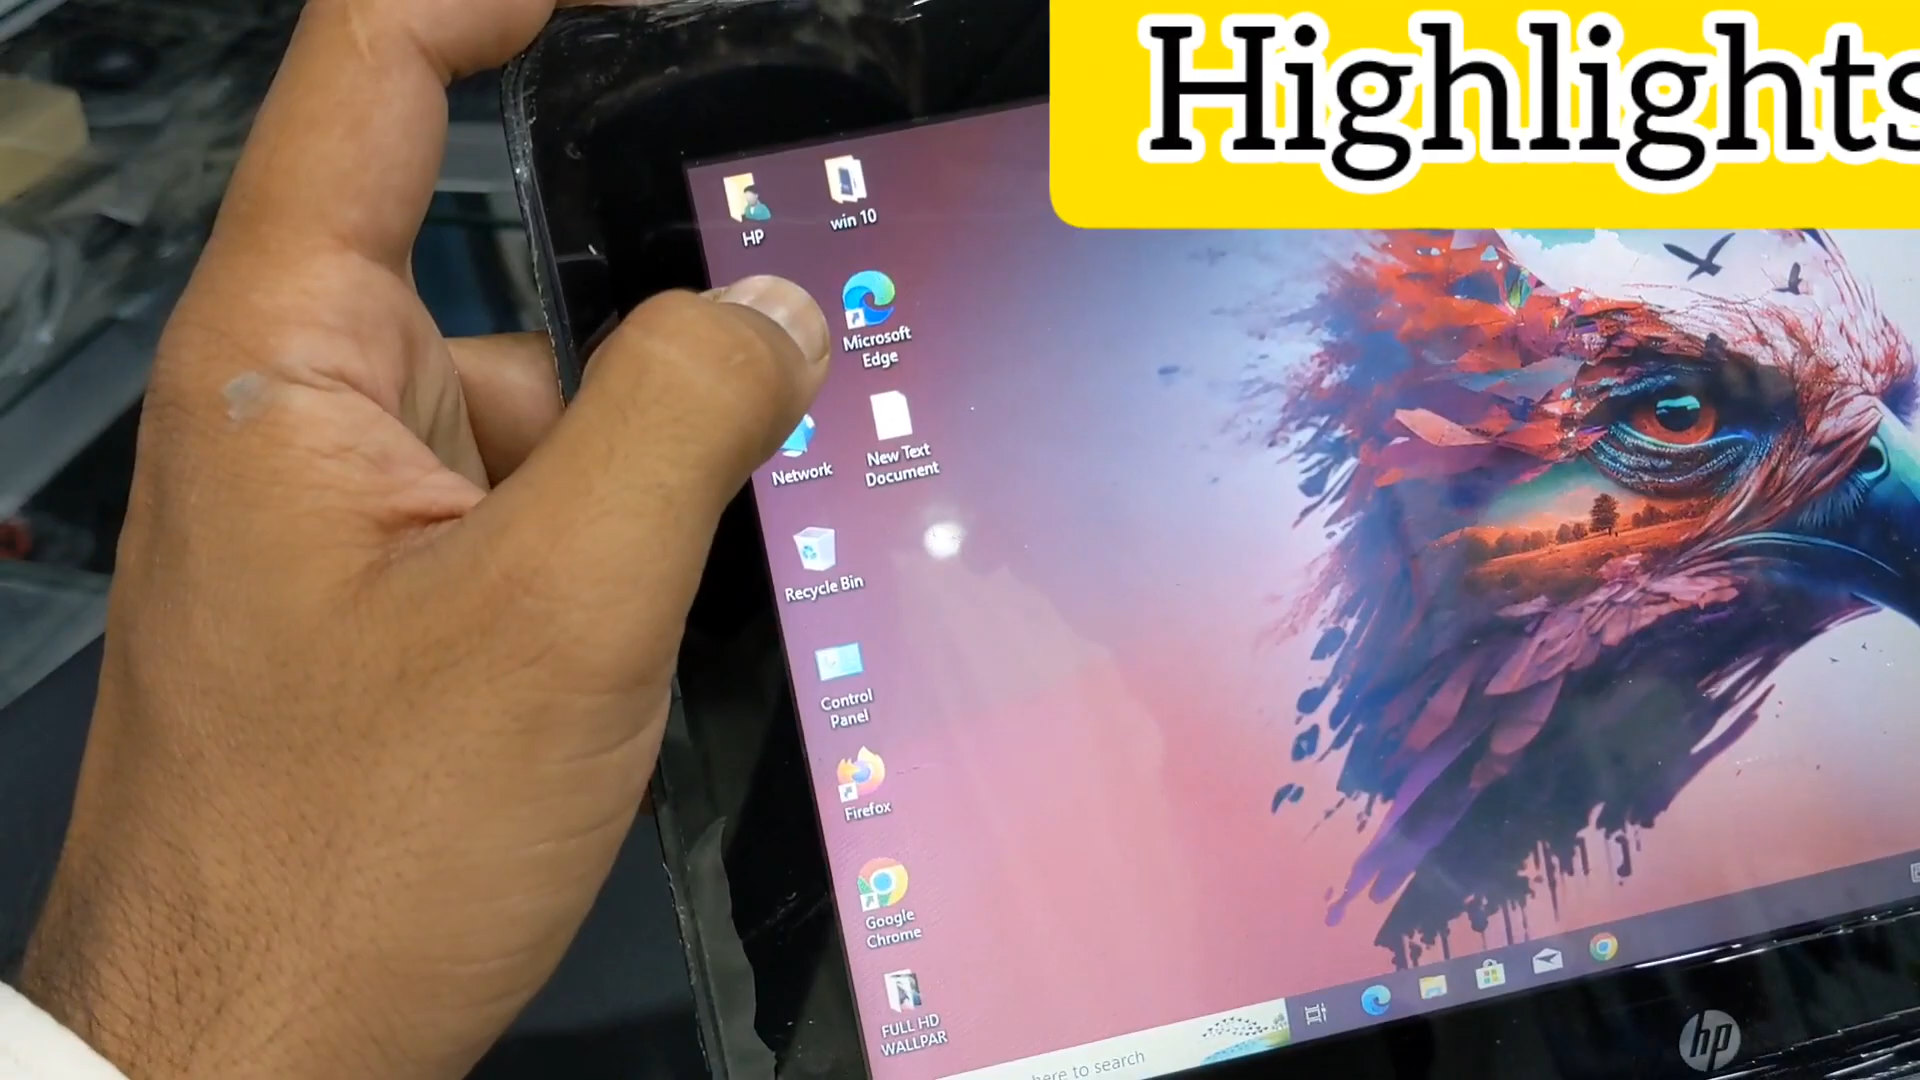 Highlights
HP
win 10
Microsoft
Edge
Network
New Text
Document
Recycle Bin
Control
Panel
Firefox
Google
Chrome
FULL HD
WALLPAR
here to search
hp